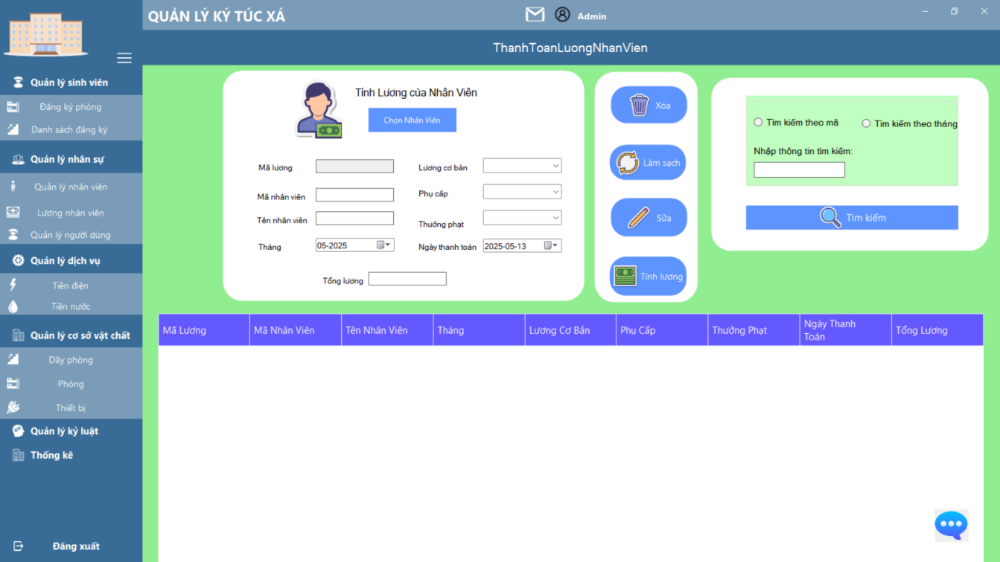 QUẢN LÝ KÝ TÚC XÁ
Admin
ThanhToanLuongNhanVien
Quản lý sinh viên
Đăng ký phòng
Danh sách đăng ký
Quản lý nhân sự
Quản lý nhân viên
Lương nhân viên
Quản lý người dùng
Quản lý dịch vụ
Tiền điện
Tiền nước
Quản lý cơ sở vật chất
Dãy phòng
Phòng
Thiết bị
Quản lý kỷ luật
Thống kê
Đăng xuất
Tính Lương của Nhân Viên
Chọn Nhân Viên
Mã lương
Lương cơ bản
Mã nhân viên
Phụ cấp
Tên nhân viên
Thưởng phạt
Tháng 05-2025
Ngày thanh toán 2025-05-13
Tổng lương
Xóa
Làm sạch
Sửa
Tính lương
Tìm kiếm theo mã
Tìm kiếm theo tháng
Nhập thông tin tìm kiếm:
Tìm kiếm
Mã Lương
Mã Nhân Viên
Tên Nhân Viên
Tháng
Lương Cơ Bản
Phụ Cấp
Thưởng Phạt
Ngày Thanh
Toán
Tổng Lương